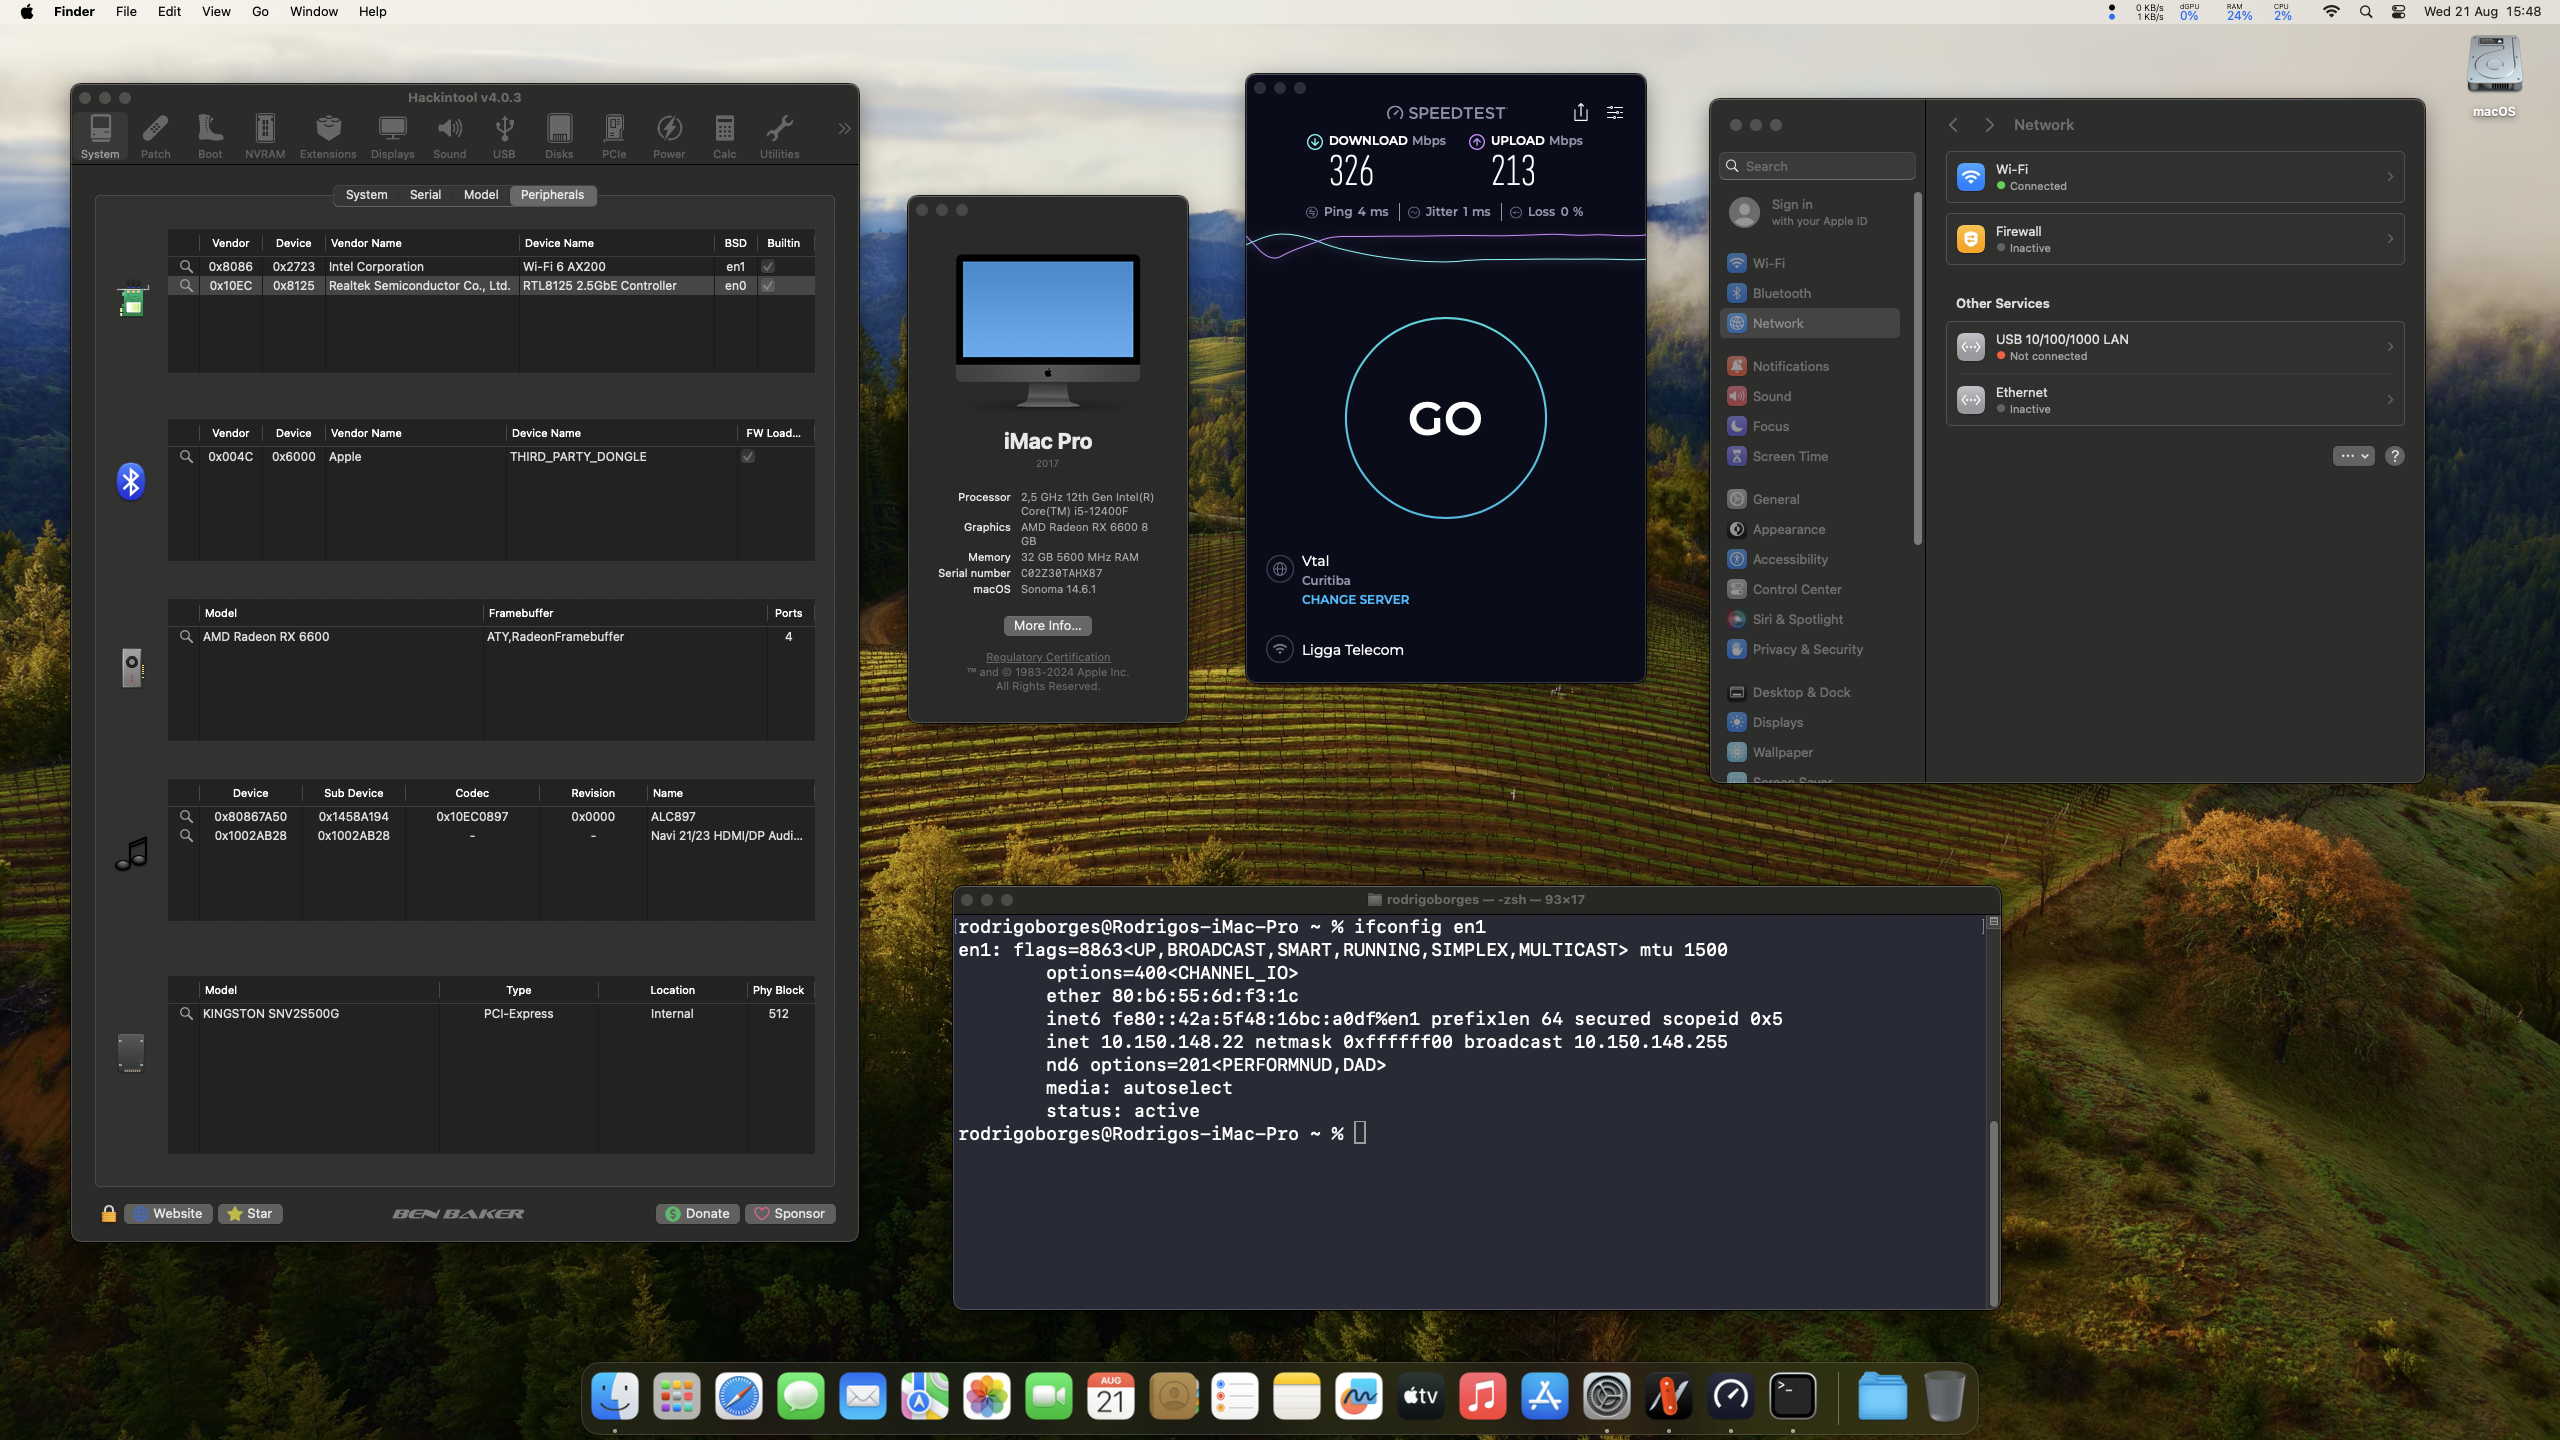 Finder File Edit View Go Window Help
0 KB/s
1 KB/s
dGPU
0%
RAM
24%
CPU
2%
Wed 21 Aug 15:48
macOS
Hackintool v4.0.3
System Patch Boot NVRAM Extensions Displays Sound USB Disks PCIe Power Calc Utilities
System Serial Model Peripherals
Vendor Device Vendor Name Device Name BSD Builtin
0x8086 0x2723 Intel Corporation Wi-Fi 6 AX200 en1
0x10EC 0x8125 Realtek Semiconductor Co., Ltd. RTL8125 2.5GbE Controller en0
Vendor Device Vendor Name Device Name FW Load...
0x004C 0x6000 Apple THIRD_PARTY_DONGLE
Model Framebuffer Ports
AMD Radeon RX 6600 ATY,RadeonFramebuffer 4
Device Sub Device Codec Revision Name
0x80867A50 0x1458A194 0x10EC0897 0x0000 ALC897
0x1002AB28 0x1002AB28 - - Navi 21/23 HDMI/DP Audi...
Model Type Location Phy Block
KINGSTON SNV2S500G PCI-Express Internal 512
Website Star BEN BAKER Donate Sponsor
iMac Pro
2017
Processor 2,5 GHz 12th Gen Intel(R)
Core(TM) i5-12400F
Graphics AMD Radeon RX 6600 8
GB
Memory 32 GB 5600 MHz RAM
Serial number C02Z30TAHX87
macOS Sonoma 14.6.1
More Info...
Regulatory Certification
™ and © 1983-2024 Apple Inc.
All Rights Reserved.
SPEEDTEST
DOWNLOAD Mbps UPLOAD Mbps
326 213
Ping 4 ms Jitter 1 ms Loss 0 %
GO
Vtal
Curitiba
CHANGE SERVER
Ligga Telecom
Search
Sign in
with your Apple ID
Wi-Fi
Bluetooth
Network
Notifications
Sound
Focus
Screen Time
General
Appearance
Accessibility
Control Center
Siri & Spotlight
Privacy & Security
Desktop & Dock
Displays
Wallpaper
Screen Saver
Network
Wi-Fi
Connected
Firewall
Inactive
Other Services
USB 10/100/1000 LAN
Not connected
Ethernet
Inactive
?
rodrigoborges — -zsh — 93×17
rodrigoborges@Rodrigos-iMac-Pro ~ % ifconfig en1
en1: flags=8863<UP,BROADCAST,SMART,RUNNING,SIMPLEX,MULTICAST> mtu 1500
options=400<CHANNEL_IO>
ether 80:b6:55:6d:f3:1c
inet6 fe80::42a:5f48:16bc:a0df%en1 prefixlen 64 secured scopeid 0x5
inet 10.150.148.22 netmask 0xffffff00 broadcast 10.150.148.255
nd6 options=201<PERFORMNUD,DAD>
media: autoselect
status: active
rodrigoborges@Rodrigos-iMac-Pro ~ %
AUG
21
tv